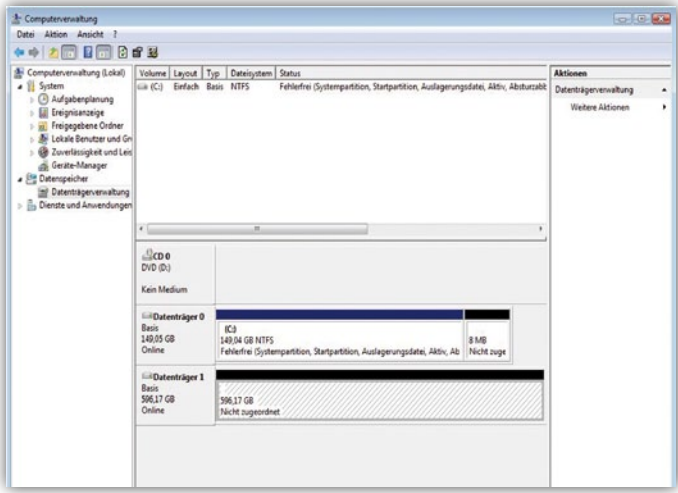 Computerverwaltung
Datei Aktion Ansicht ?
Computerverwaltung (Lokal)
System
Aufgabenplanung
Ereignisanzeige
Freigegebene Ordner
Lokale Benutzer und Gr
Zuverlässigkeit und Leis
Geräte-Manager
Datenspeicher
Datenträgerverwaltung
Dienste und Anwendungen
Volume Layout Typ Dateisystem Status
(C:) Einfach Basis NTFS Fehlerfrei (Systempartition, Startpartition, Auslagerungsdatei, Aktiv, Absturzabb
CD 0
DVD (D:)
Kein Medium
Datenträger 0
Basis
149,05 GB
Online
(C:)
149,04 GB NTFS
Fehlerfrei (Systempartition, Startpartition, Auslagerungsdatei, Aktiv, Ab
8 MB
Nicht zuge
Datenträger 1
Basis
596,17 GB
Online
596,17 GB
Nicht zugeordnet
Aktionen
Datenträgerverwaltung
Weitere Aktionen